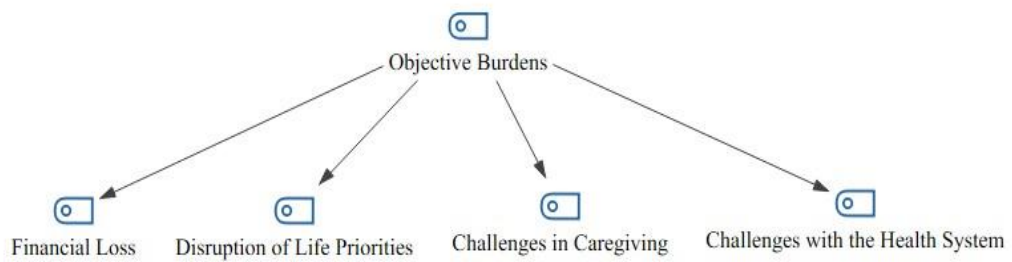 Objective Burdens
Financial Loss
Disruption of Life Priorities
Challenges in Caregiving
Challenges with the Health System